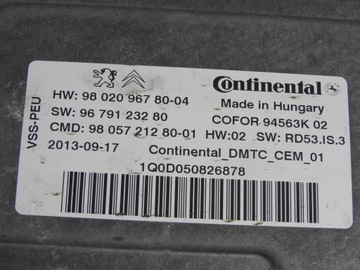 Continental
HW: 98 020 967 80-04
Made in Hungary
SW: 96 791 232 80
COFOR 94563K 02
CMD: 98 057 212 80-01 HW:02 SW: RD53.IS.3
2013-09-17 Continental_DMTC_CEM_01
VSS-PEU
1Q0D050826878